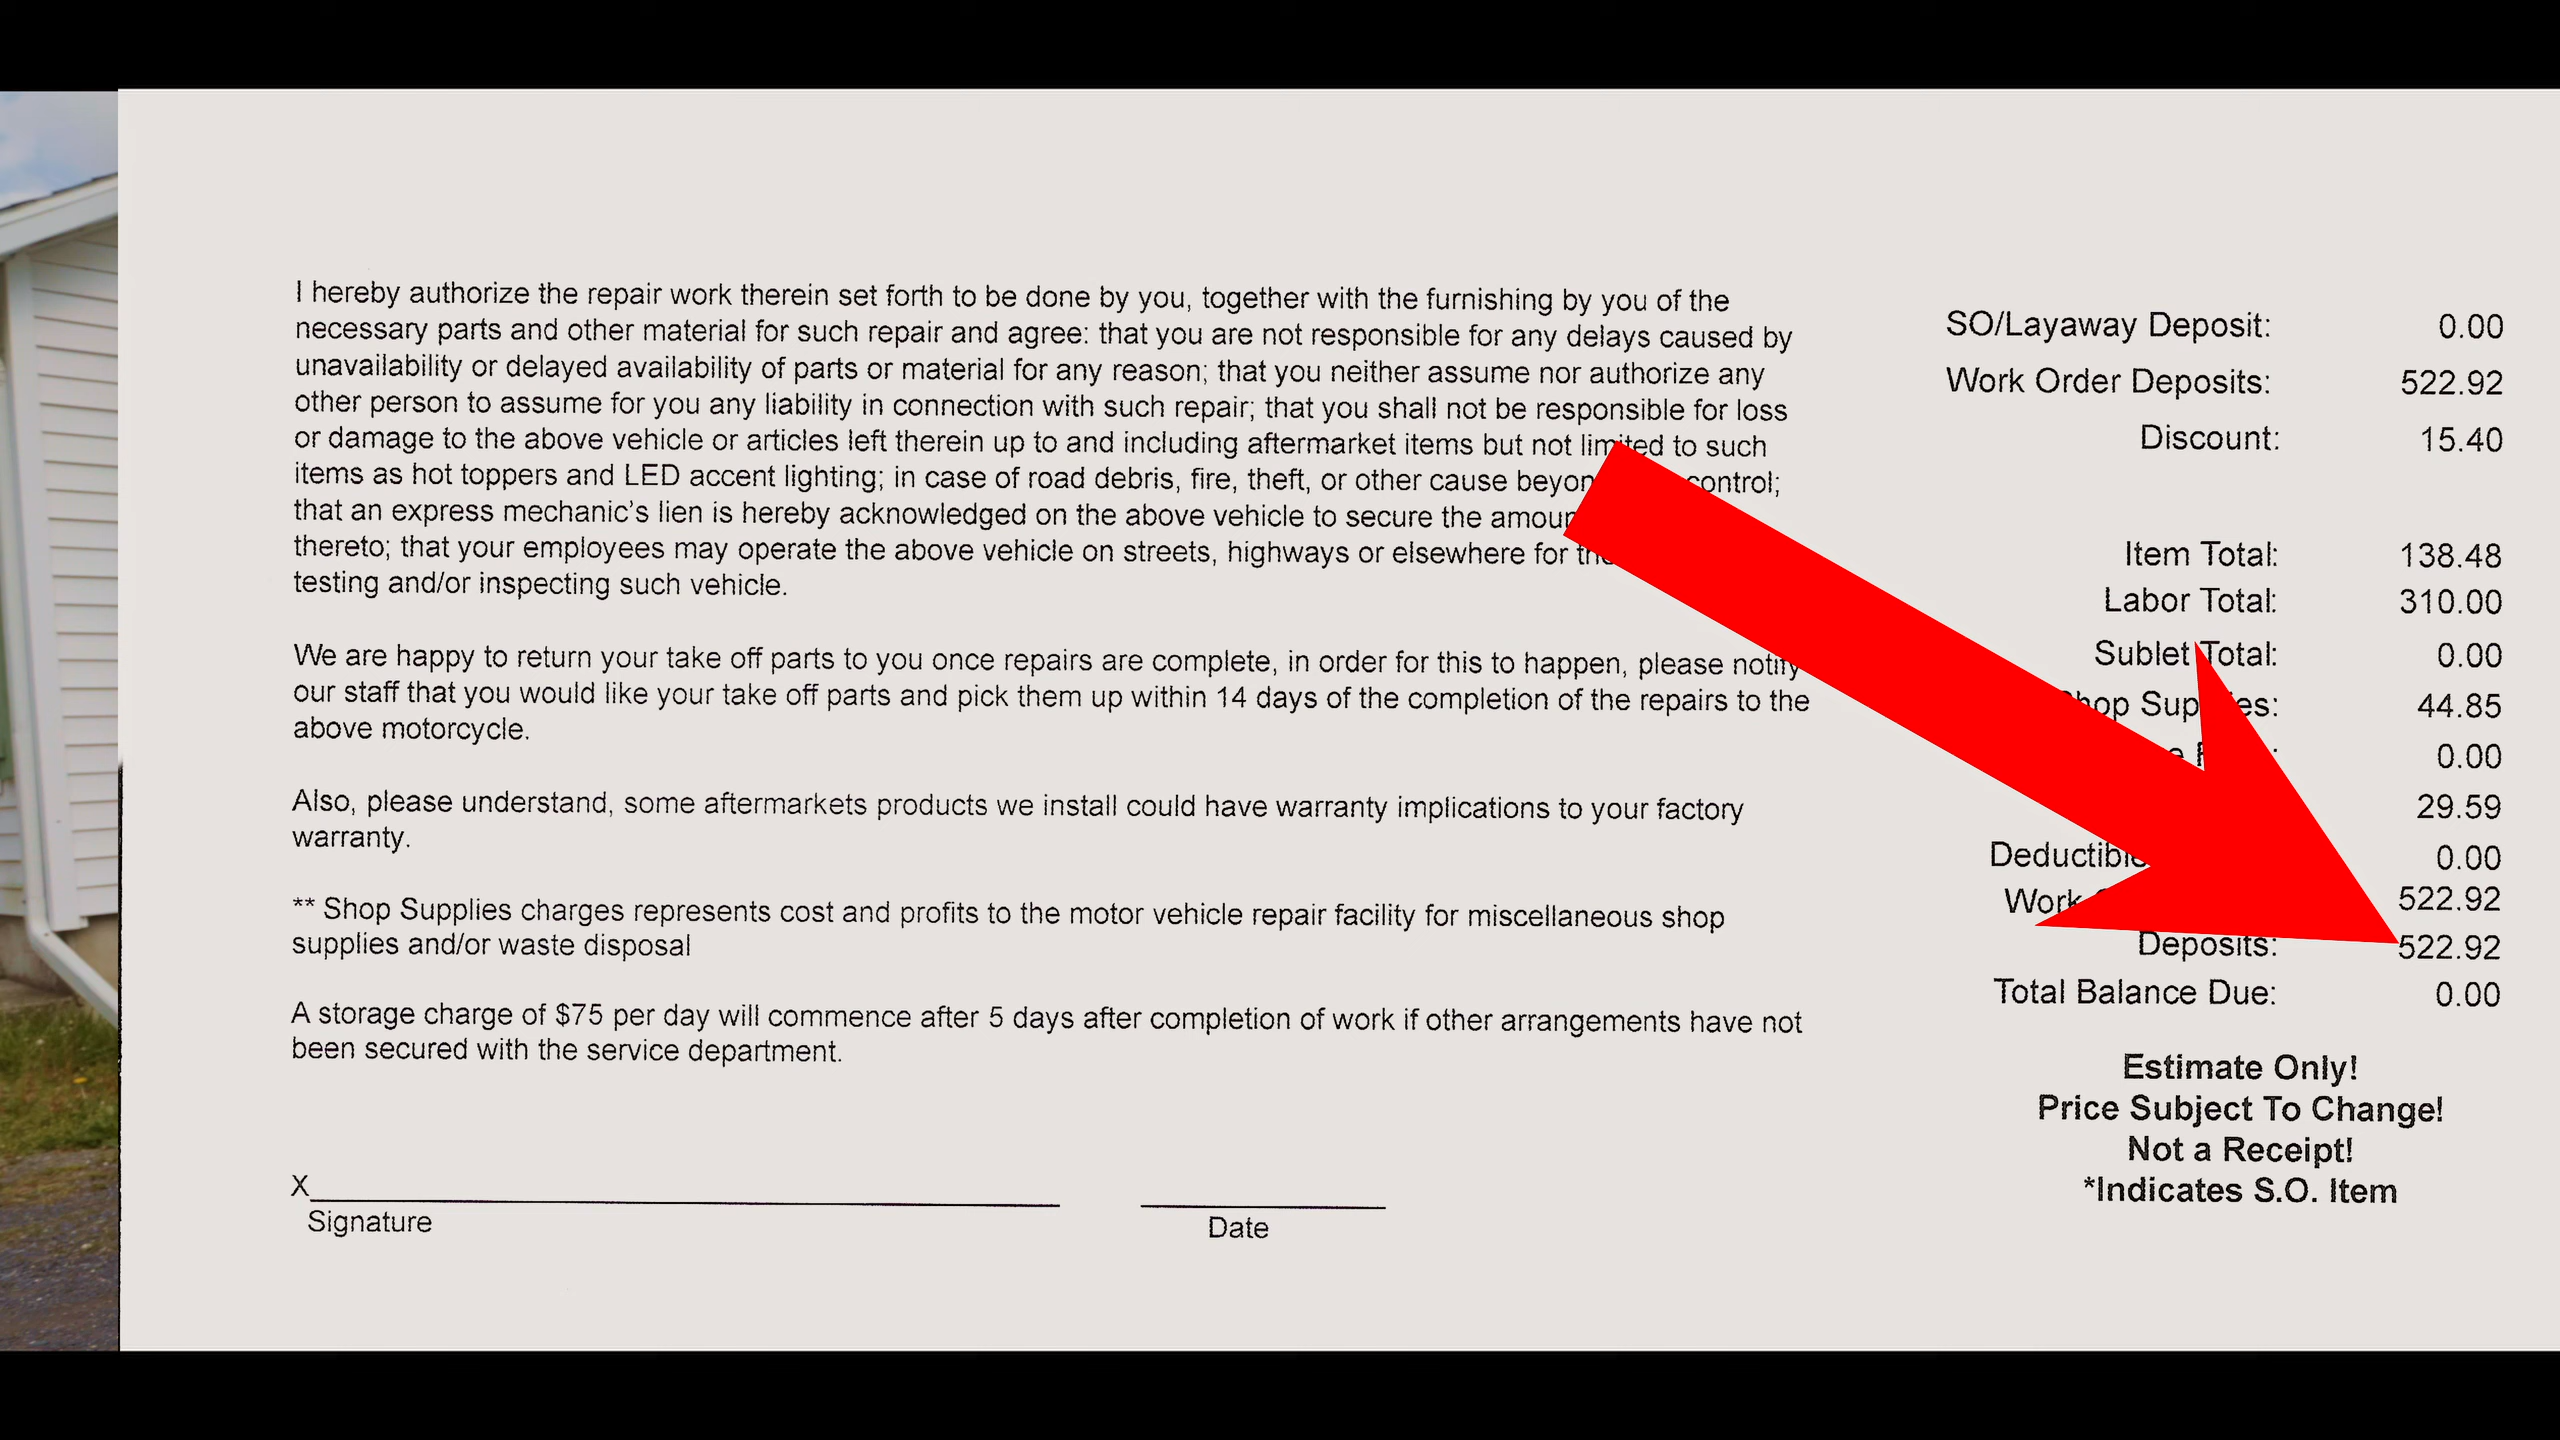 I hereby authorize the repair work therein set forth to be done by you, together with the furnishing by you of the
necessary parts and other material for such repair and agree: that you are not responsible for any delays caused by
unavailability or delayed availability of parts or material for any reason; that you neither assume nor authorize any
other person to assume for you any liability in connection with such repair; that you shall not be responsible for loss
or damage to the above vehicle or articles left therein up to and including aftermarket items but not limited to such
items as hot toppers and LED accent lighting; in case of road debris, fire, theft, or other cause control;
that an express mechanic's lien is hereby acknowledged on the above vehicle to secure the
thereto; that your employees may operate the above vehicle on streets, highways or elsewhere for
testing and/or inspecting such vehicle.
We are happy to return your take off parts to you once repairs are complete, in order for this to happen, please notify
our staff that you would like your take off parts and pick them up within 14 days of the completion of the repairs to the
above motorcycle.
Also, please understand, some aftermarkets products we install could have warranty implications to your factory
warranty.
** Shop Supplies charges represents cost and profits to the motor vehicle repair facility for miscellaneous shop
supplies and/or waste disposal
A storage charge of $75 per day will commence after 5 days after completion of work if other arrangements have not
been secured with the service department.
X
Signature
Date
SO/Layaway Deposit: 0.00
Work Order Deposits: 522.92
Discount: 15.40
Item Total: 138.48
Labor Total: 310.00
Sublet Total: 0.00
Shop Supplies: 44.85
0.00
29.59
0.00
Work 522.92
Deposits: 522.92
Total Balance Due: 0.00
Estimate Only!
Price Subject To Change!
Not a Receipt!
*Indicates S.O. Item